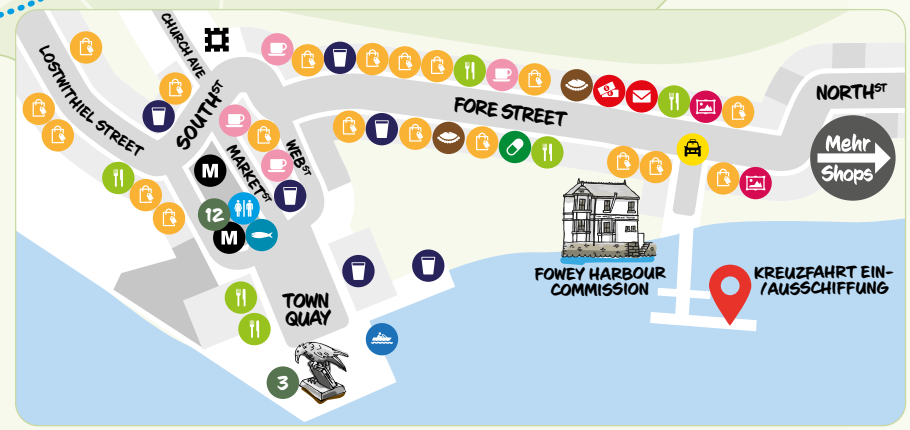 CHURCH AVE
LOSTWITHIEL STREET
SOUTH ST
MARKET ST
WEB ST
FORE STREET
NORTH ST
Mehr
Shops
M
12
M
TOWN
QUAY
3
FOWEY HARBOUR
COMMISSION
KREUZFAHRT EIN-
/AUSSCHIFFUNG